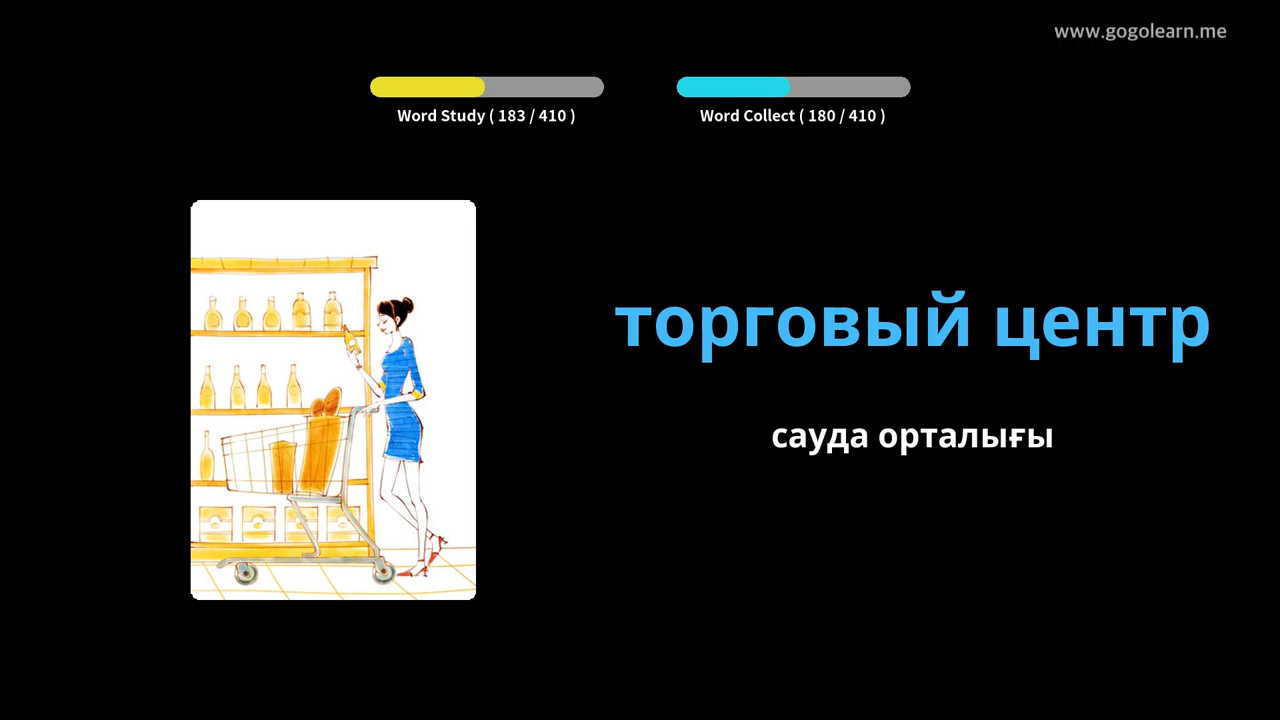 www.gogolearn.me
Word Study ( 183 / 410 )
Word Collect ( 180 / 410 )
торговый центр
сауда орталығы